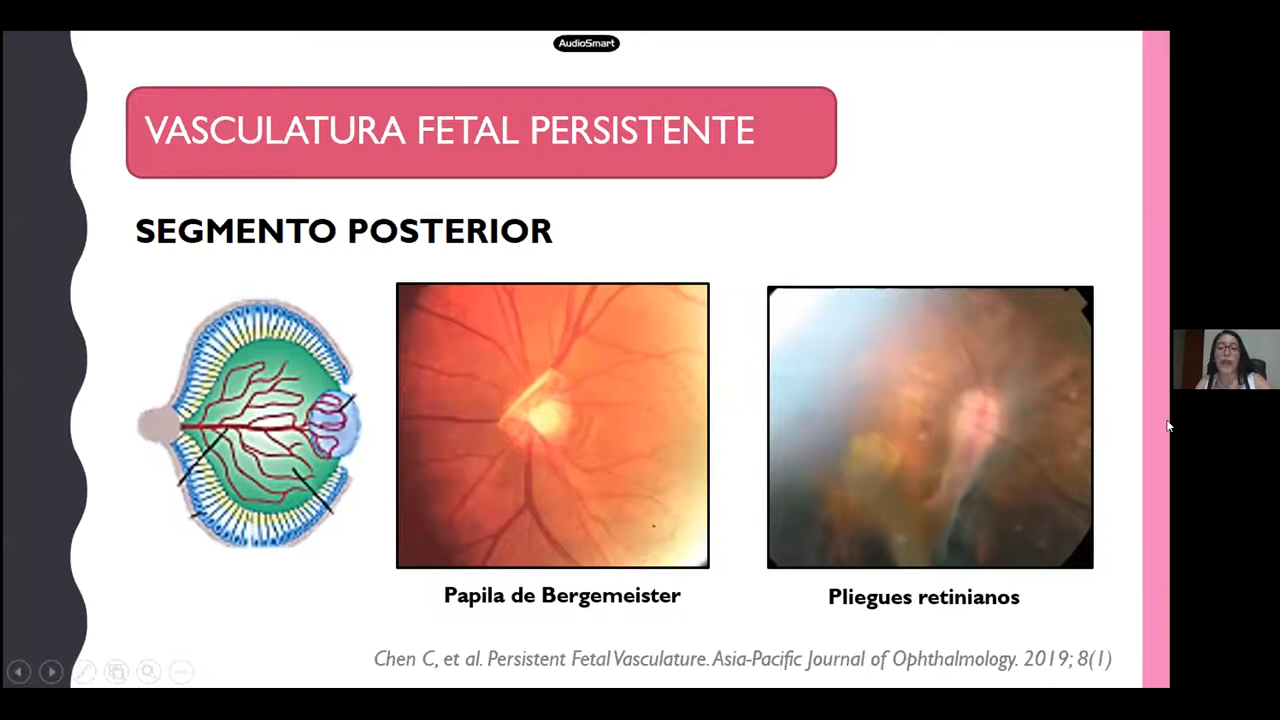 AudioSmart
VASCULATURA FETAL PERSISTENTE
SEGMENTO POSTERIOR
Papila de Bergemeister
Pliegues retinianos
Chen C, et al. Persistent Fetal Vasculature. Asia-Pacific Journal of Ophthalmology. 2019; 8(1)